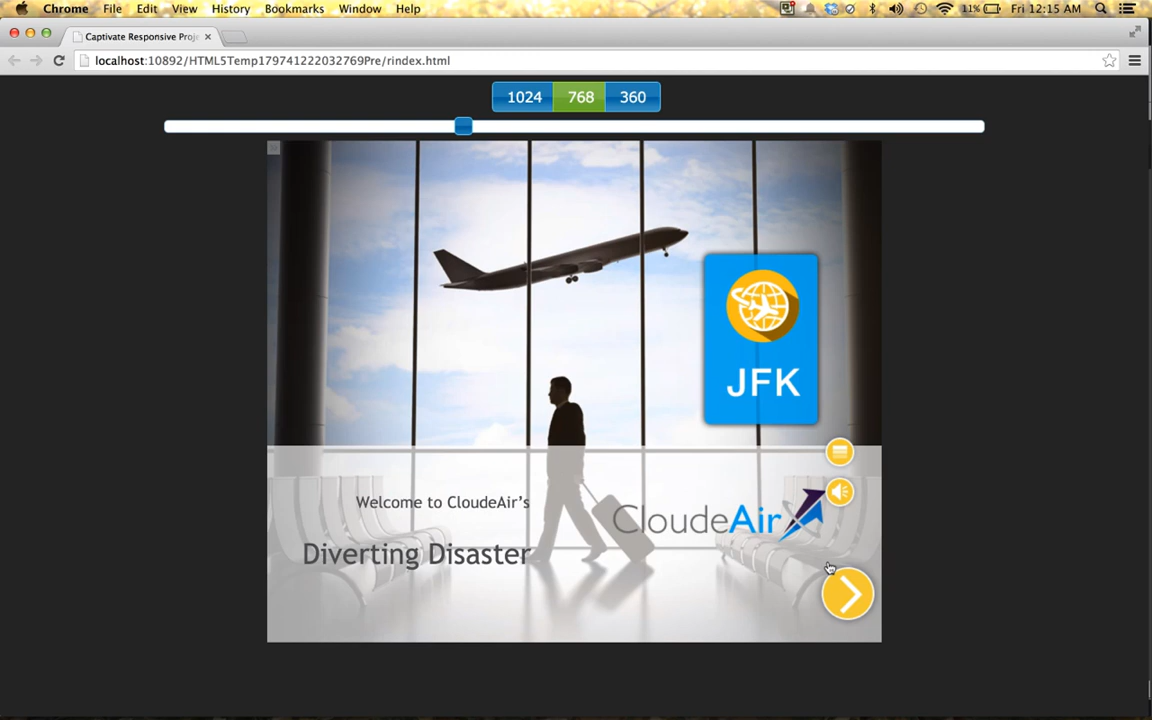 Chrome File Edit View History Bookmarks Window Help 11% Fri 12:15 AM
Captivate Responsive Proj
localhost:10892/HTML5Temp179741222032769Pre/rindex.html
1024 768 360
JFK
Welcome to CloudeAir's
CloudeAir
Diverting Disaster